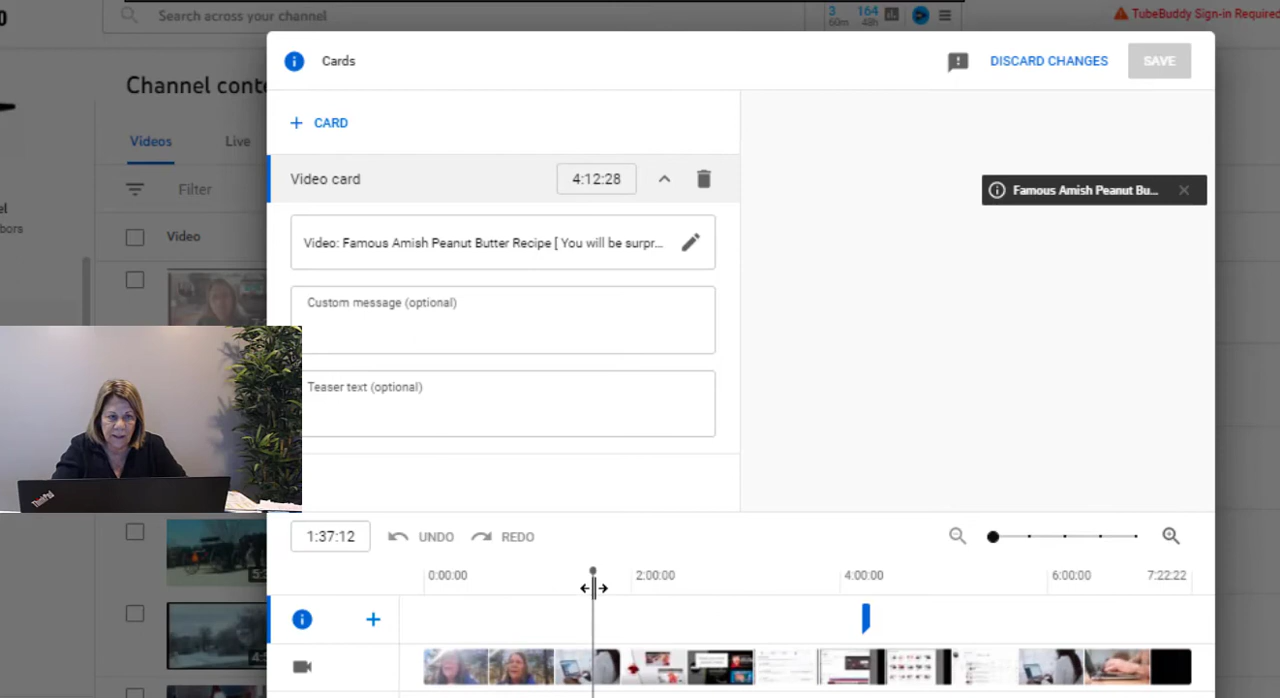 Search across your channel
3 164
60m 48h
TubeBuddy Sign-in Required
Cards
DISCARD CHANGES
SAVE
Channel conte
+ CARD
Videos Live
Video card
4:12:28
Filter
Famous Amish Peanut Bu...
bors
Video
Video: Famous Amish Peanut Butter Recipe [ You will be surpr...
Custom message (optional)
Teaser text (optional)
ThinkPad
1:37:12
UNDO
REDO
0:00:00 2:00:00 4:00:00 6:00:00 7:22:22